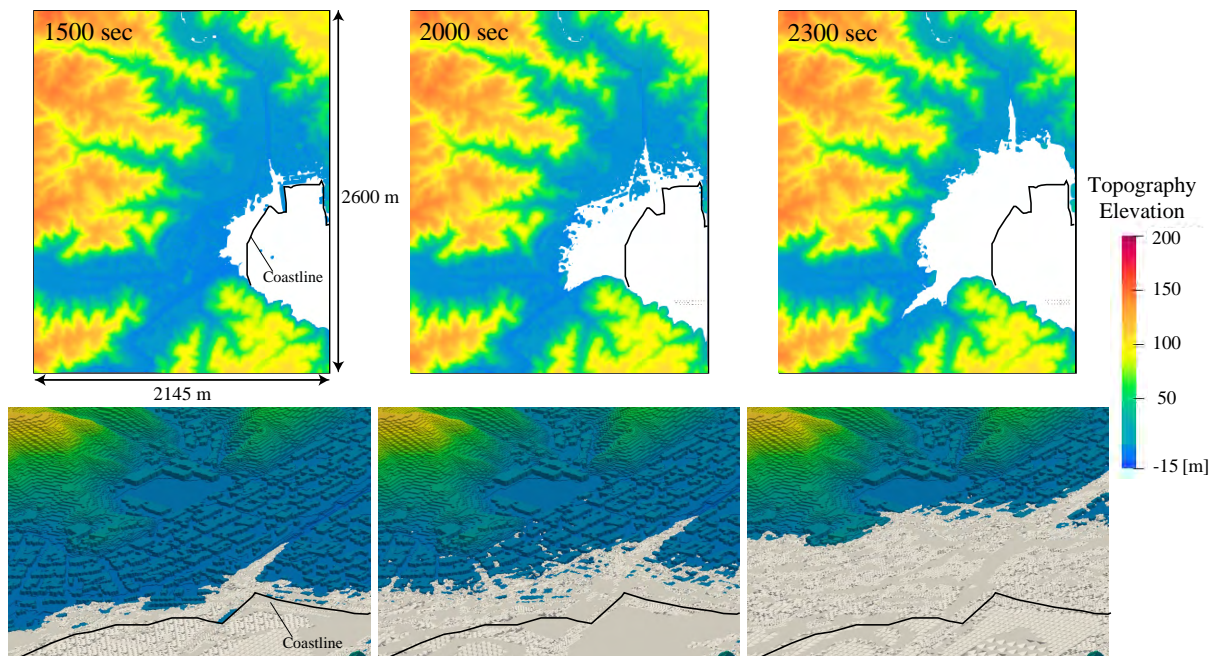 1500 sec
2000 sec
2300 sec
2600 m
Coastline
2145 m
Topography
Elevation
200
150
100
50
-15 [m]
Coastline